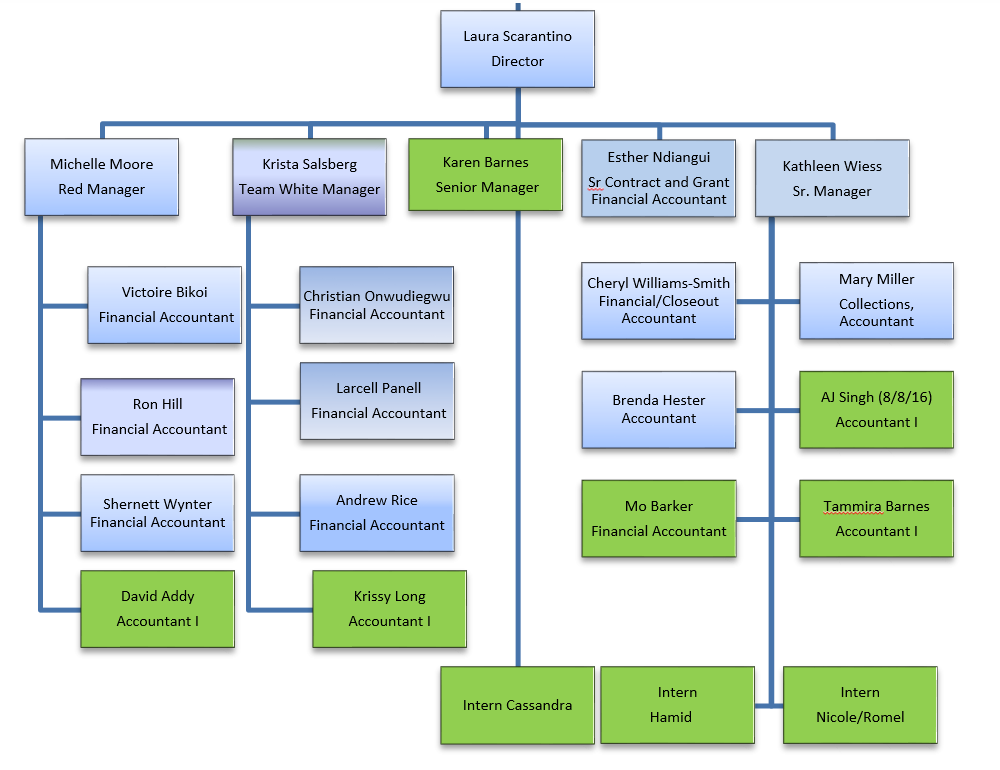 Laura Scarantino
Director
Michelle Moore
Red Manager
Krista Salsberg
Team White Manager
Karen Barnes
Senior Manager
Esther Ndiangui
Sr Contract and Grant
Financial Accountant
Kathleen Wiess
Sr. Manager
Victoire Bikoi
Financial Accountant
Christian Onwudiegwu
Financial Accountant
Cheryl Williams-Smith
Financial/Closeout
Accountant
Mary Miller
Collections,
Accountant
Ron Hill
Financial Accountant
Larcell Panell
Financial Accountant
Brenda Hester
Accountant
AJ Singh (8/8/16)
Accountant I
Shernett Wynter
Financial Accountant
Andrew Rice
Financial Accountant
Mo Barker
Financial Accountant
Tammira Barnes
Accountant I
David Addy
Accountant I
Krissy Long
Accountant I
Intern Cassandra
Intern
Hamid
Intern
Nicole/Romel